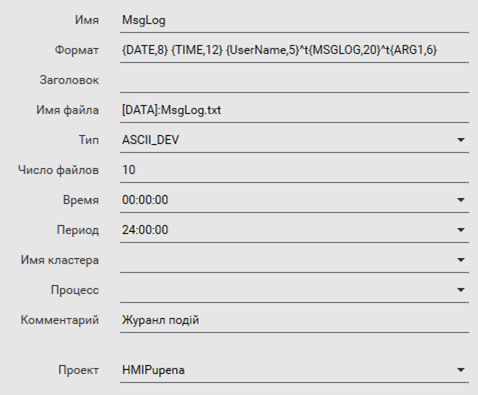 Имя MsgLog
Формат {DATE,8} {TIME,12} {UserName,5}^t{MSGLOG,20}^t{ARG1,6}
Заголовок
Имя файла [DATA]:MsgLog.txt
Тип ASCII_DEV
Число файлов 10
Время 00:00:00
Период 24:00:00
Имя кластера
Процесс
Комментарий Журанл подій
Проект HMIPupena